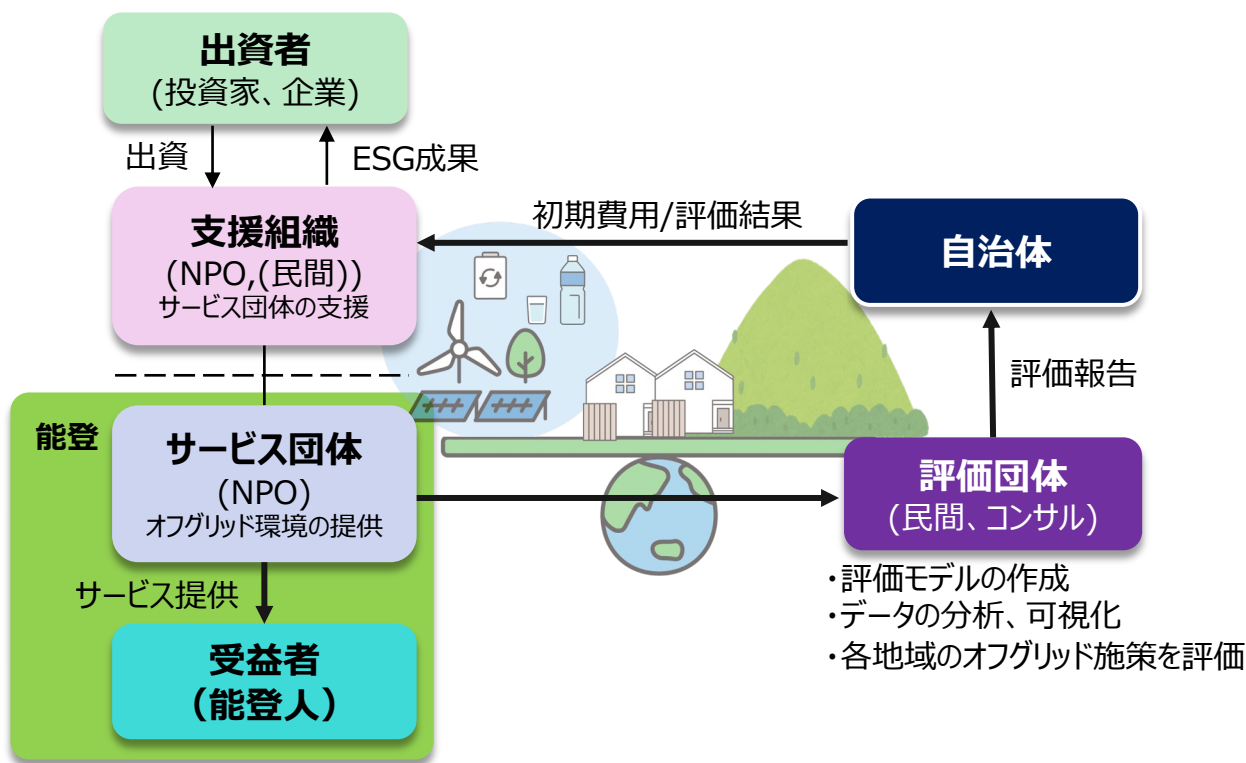 出資者
(投資家、企業)
出資
ESG成果
支援組織
(NPO,(民間))
サービス団体の支援
初期費用/評価結果
自治体
評価報告
能登
サービス団体
(NPO)
オフグリッド環境の提供
評価団体
(民間、コンサル)
・評価モデルの作成
・データの分析、可視化
・各地域のオフグリッド施策を評価
サービス提供
受益者
(能登人)